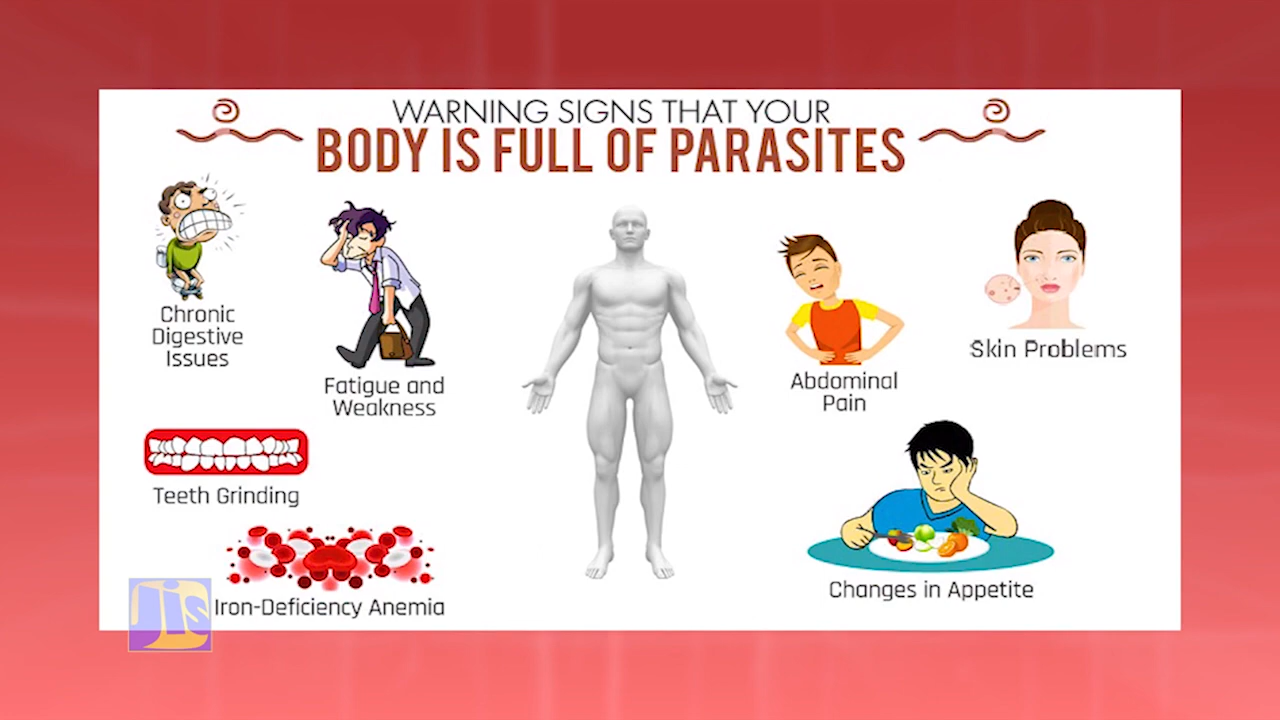 WARNING SIGNS THAT YOUR
BODY IS FULL OF PARASITES
Chronic
Digestive
Issues
Fatigue and
Weakness
Abdominal
Pain
Skin Problems
Teeth Grinding
Iron-Deficiency Anemia
Changes in Appetite
jis